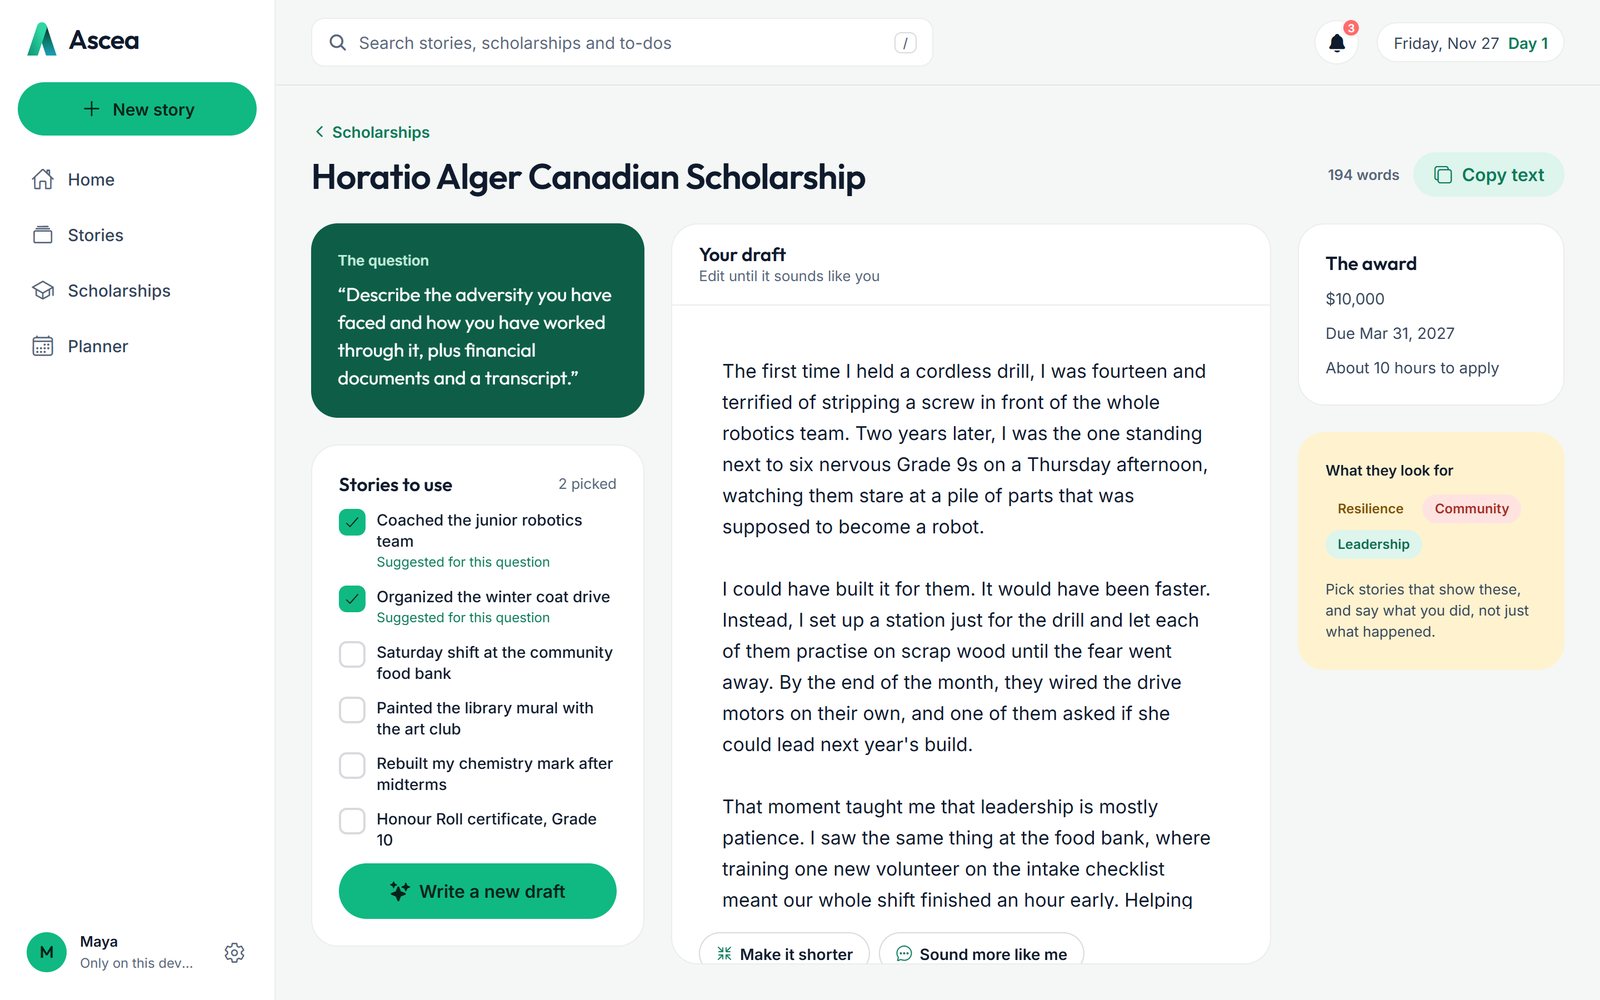 Ascea
New story
Home
Stories
Scholarships
Planner
M
Maya
Only on this dev...
Search stories, scholarships and to-dos
/
3
Friday, Nov 27 Day 1
Scholarships
Horatio Alger Canadian Scholarship
194 words
Copy text
The question
“Describe the adversity you have
faced and how you have worked
through it, plus financial
documents and a transcript.”
Stories to use
2 picked
Coached the junior robotics
team
Suggested for this question
Organized the winter coat drive
Suggested for this question
Saturday shift at the community
food bank
Painted the library mural with
the art club
Rebuilt my chemistry mark after
midterms
Honour Roll certificate, Grade
10
Write a new draft
Your draft
Edit until it sounds like you
The first time I held a cordless drill, I was fourteen and
terrified of stripping a screw in front of the whole
robotics team. Two years later, I was the one standing
next to six nervous Grade 9s on a Thursday afternoon,
watching them stare at a pile of parts that was
supposed to become a robot.
I could have built it for them. It would have been faster.
Instead, I set up a station just for the drill and let each
of them practise on scrap wood until the fear went
away. By the end of the month, they wired the drive
motors on their own, and one of them asked if she
could lead next year's build.
That moment taught me that leadership is mostly
patience. I saw the same thing at the food bank, where
training one new volunteer on the intake checklist
meant our whole shift finished an hour early. Helping
Make it shorter
Sound more like me
The award
$10,000
Due Mar 31, 2027
About 10 hours to apply
What they look for
Resilience
Community
Leadership
Pick stories that show these,
and say what you did, not just
what happened.